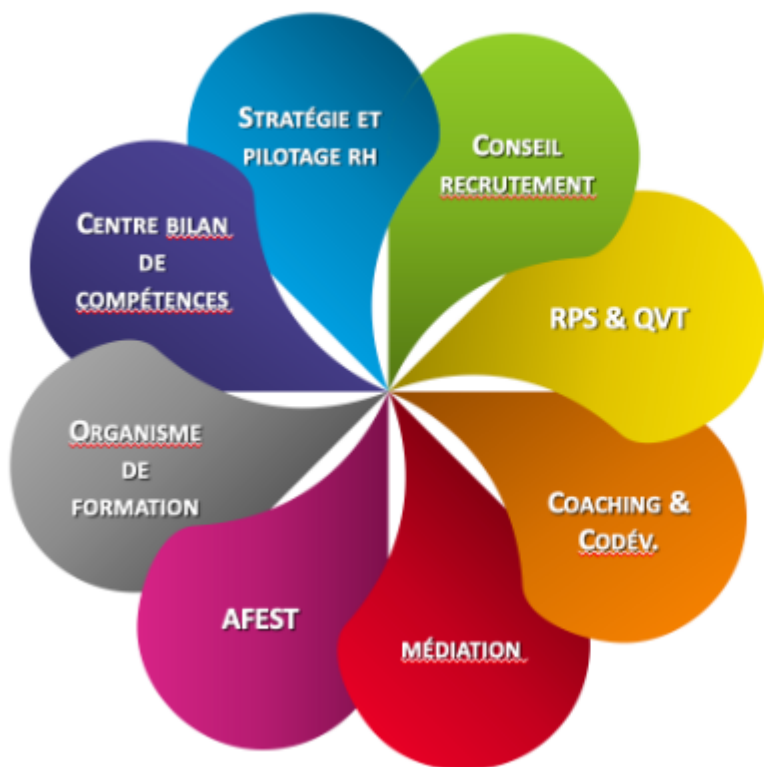 STRATÉGIE ET
PILOTAGE RH
CONSEIL
RECRUTEMENT
RPS & QVT
COACHING &
CODÉV.
MÉDIATION
AFEST
ORGANISME
DE
FORMATION
CENTRE BILAN
DE
COMPÉTENCES